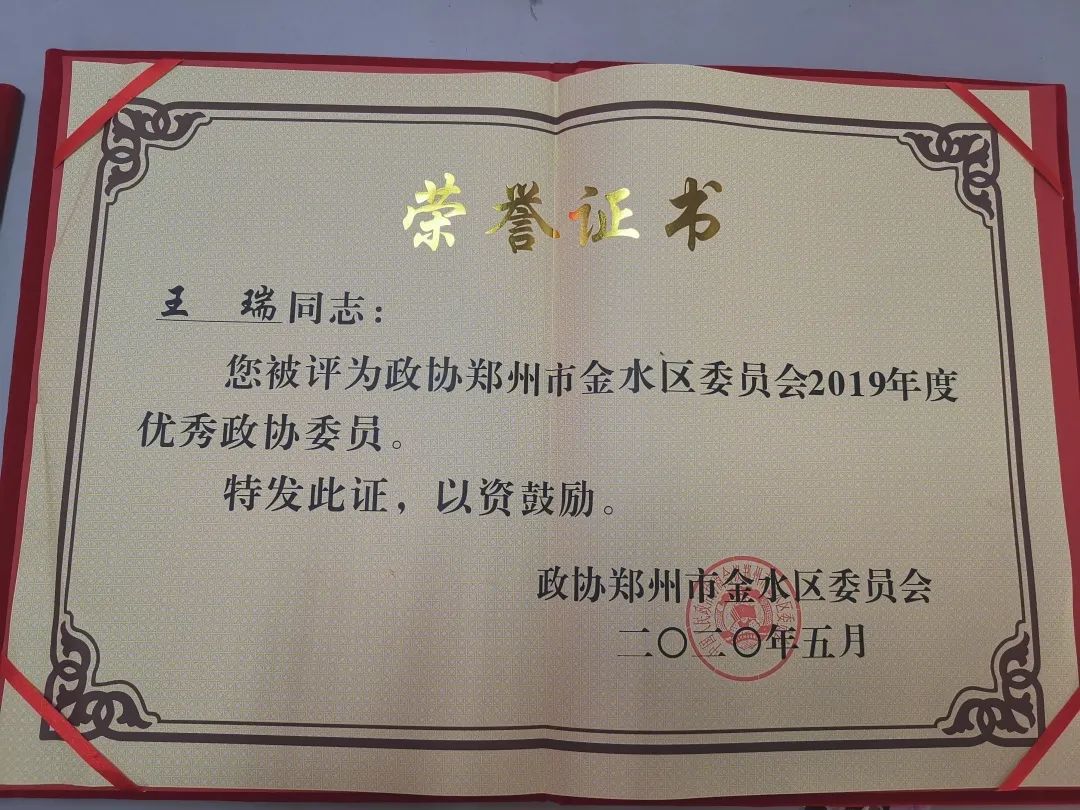 荣誉证书
王 瑞同志：
您被评为政协郑州市金水区委员会2019年度
优秀政协委员。
特发此证，以资鼓励。
政协郑州市金水区委员会
二〇二〇年五月